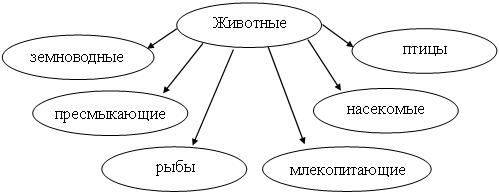 Животные
земноводные
птицы
пресмыкающие
насекомые
рыбы
млекопитающие